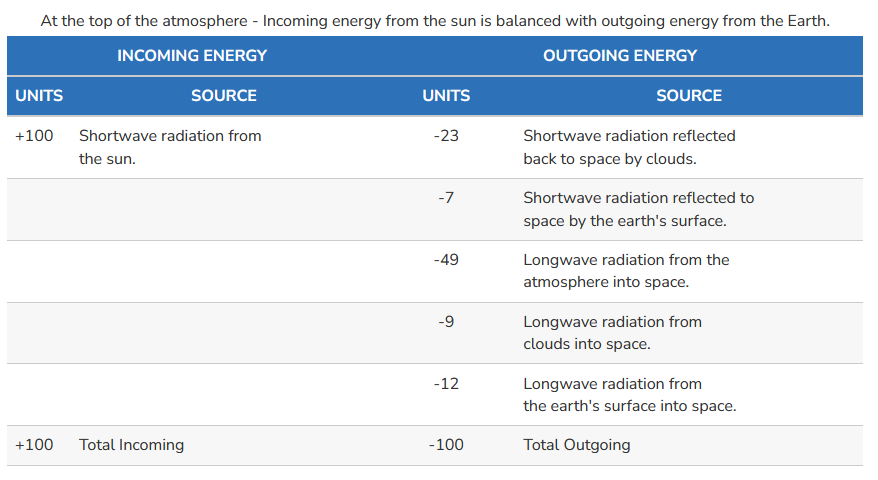 At the top of the atmosphere - Incoming energy from the sun is balanced with outgoing energy from the Earth.
INCOMING ENERGY OUTGOING ENERGY
UNITS SOURCE UNITS SOURCE
+100 Shortwave radiation from -23 Shortwave radiation reflected
the sun. back to space by clouds.
-7 Shortwave radiation reflected to
space by the earth's surface.
-49 Longwave radiation from the
atmosphere into space.
-9 Longwave radiation from
clouds into space.
-12 Longwave radiation from
the earth's surface into space.
+100 Total Incoming -100 Total Outgoing